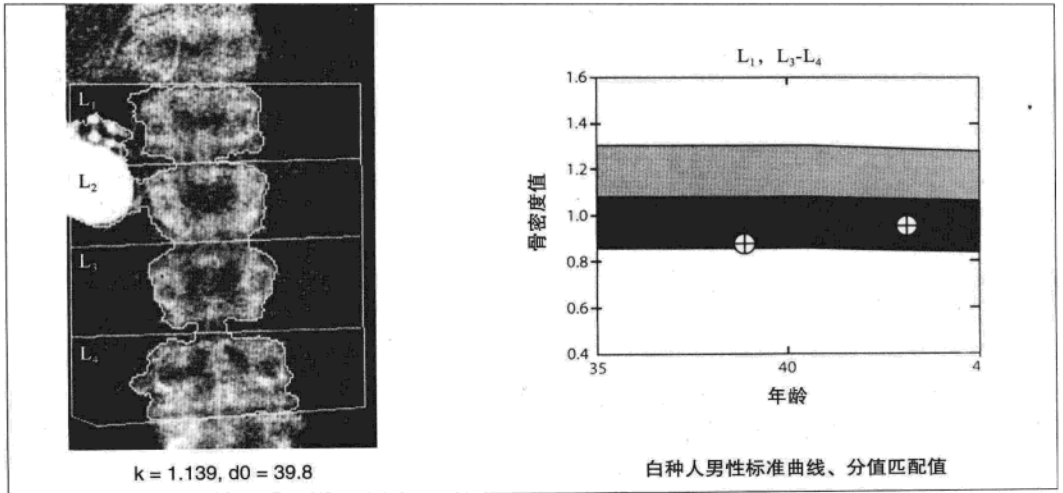 L₁
L₂
L₃
L₄
k = 1.139, d0 = 39.8
L₁, L₃-L₄
骨密度值
1.6
1.4
1.2
1.0
0.8
0.6
0.4
35
40
4
年龄
白种人男性标准曲线、分值匹配值